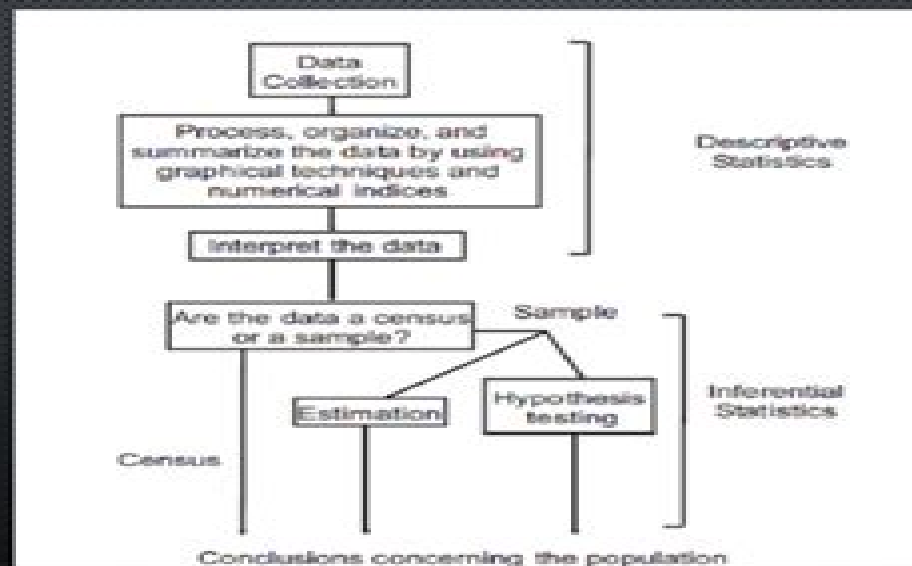 Data
Collection
Process, organize, and
summarize the data by using
graphical techniques and
numerical indices
Descriptive
Statistics
Interpret the data
Are the data a census
or a sample?
Sample
Estimation
Hypothesis
testing
Inferential
Statistics
Census
Conclusions concerning the population